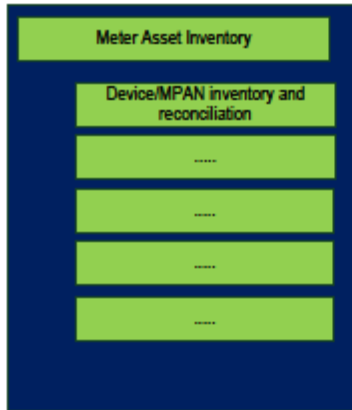 Meter Asset Inventory
Device/MPAN inventory and
reconciliation
.....
.....
.....
.....